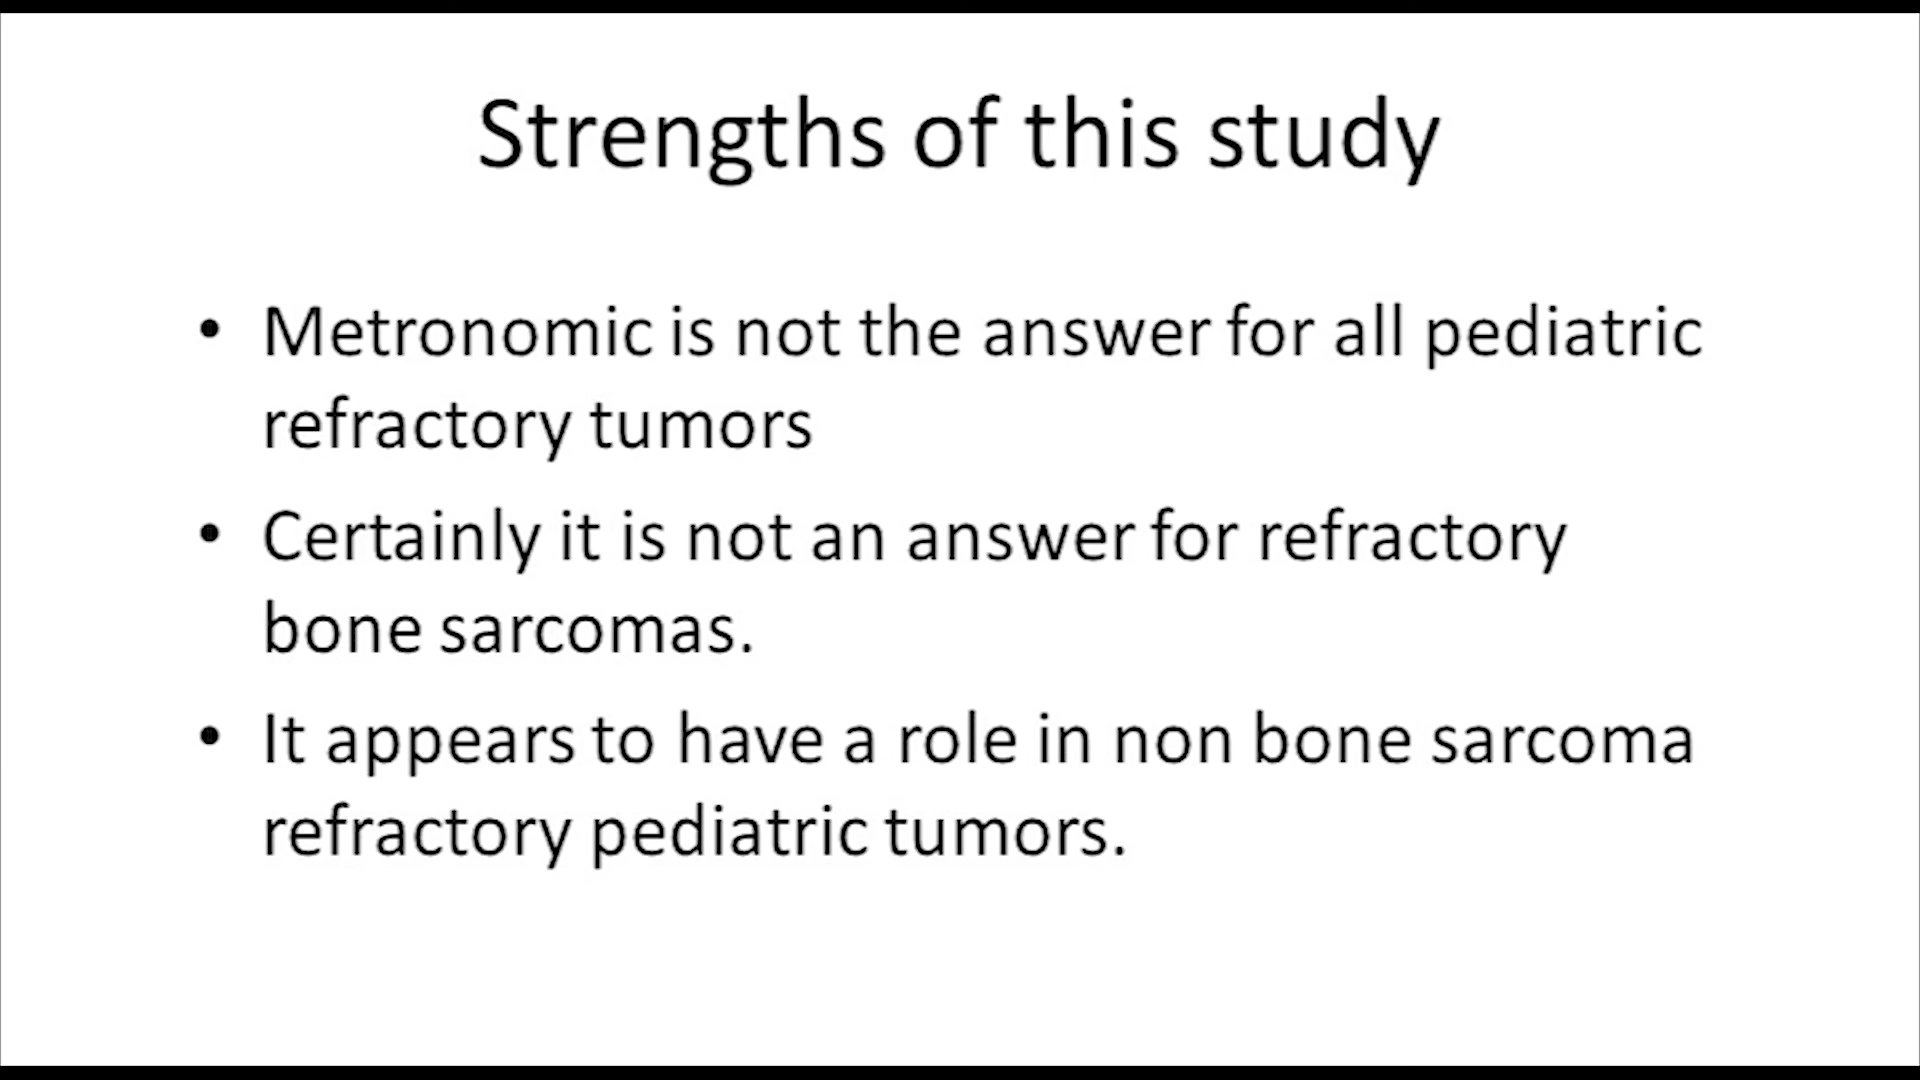 Strengths of this study
• Metronomic is not the answer for all pediatric
refractory tumors
• Certainly it is not an answer for refractory
bone sarcomas.
• It appears to have a role in non bone sarcoma
refractory pediatric tumors.